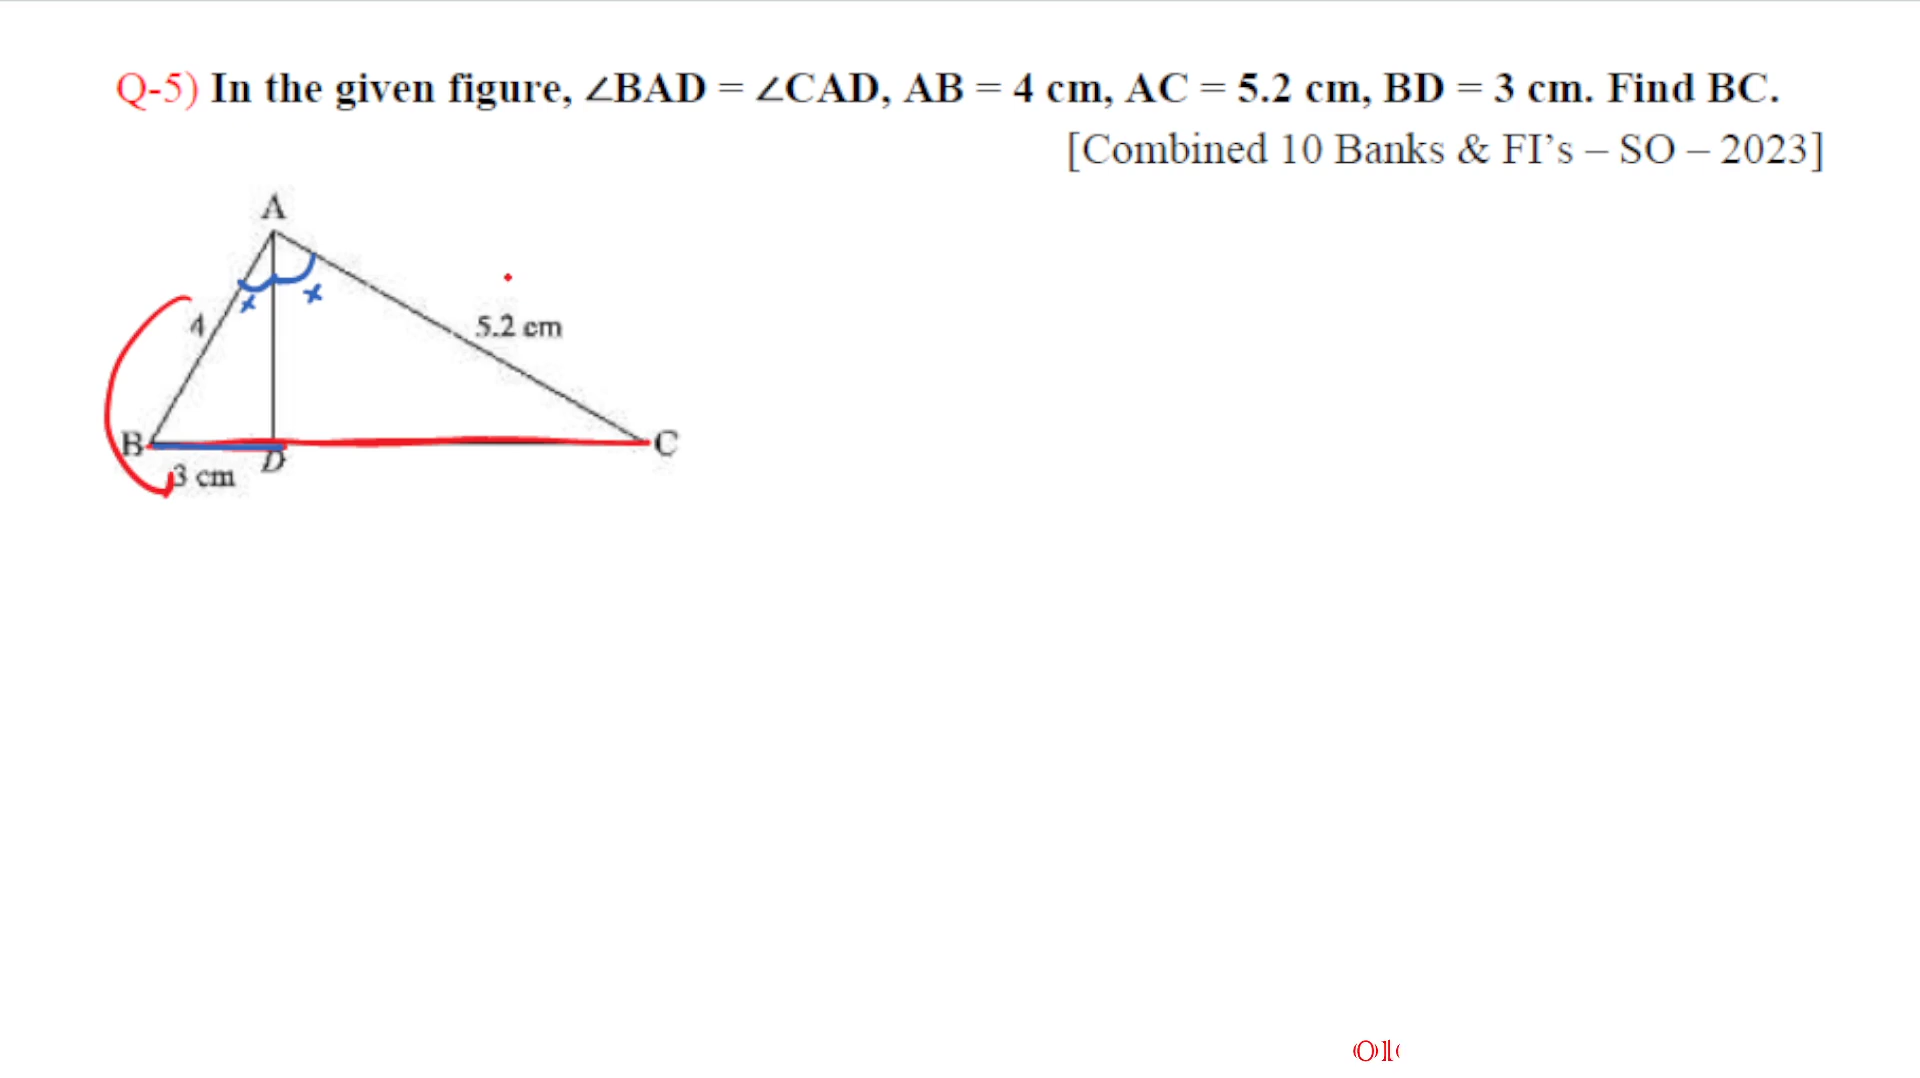 Q-5) In the given figure, ∠BAD = ∠CAD, AB = 4 cm, AC = 5.2 cm, BD = 3 cm. Find BC.
[Combined 10 Banks & FI’s – SO – 2023]
A
x x
4
5.2 cm
B D C
3 cm